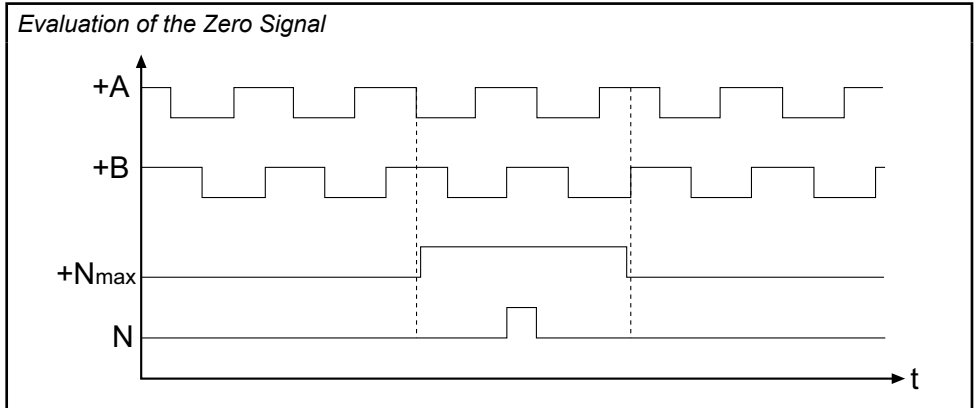 Evaluation of the Zero Signal
+A
+B
+Nmax
N
t